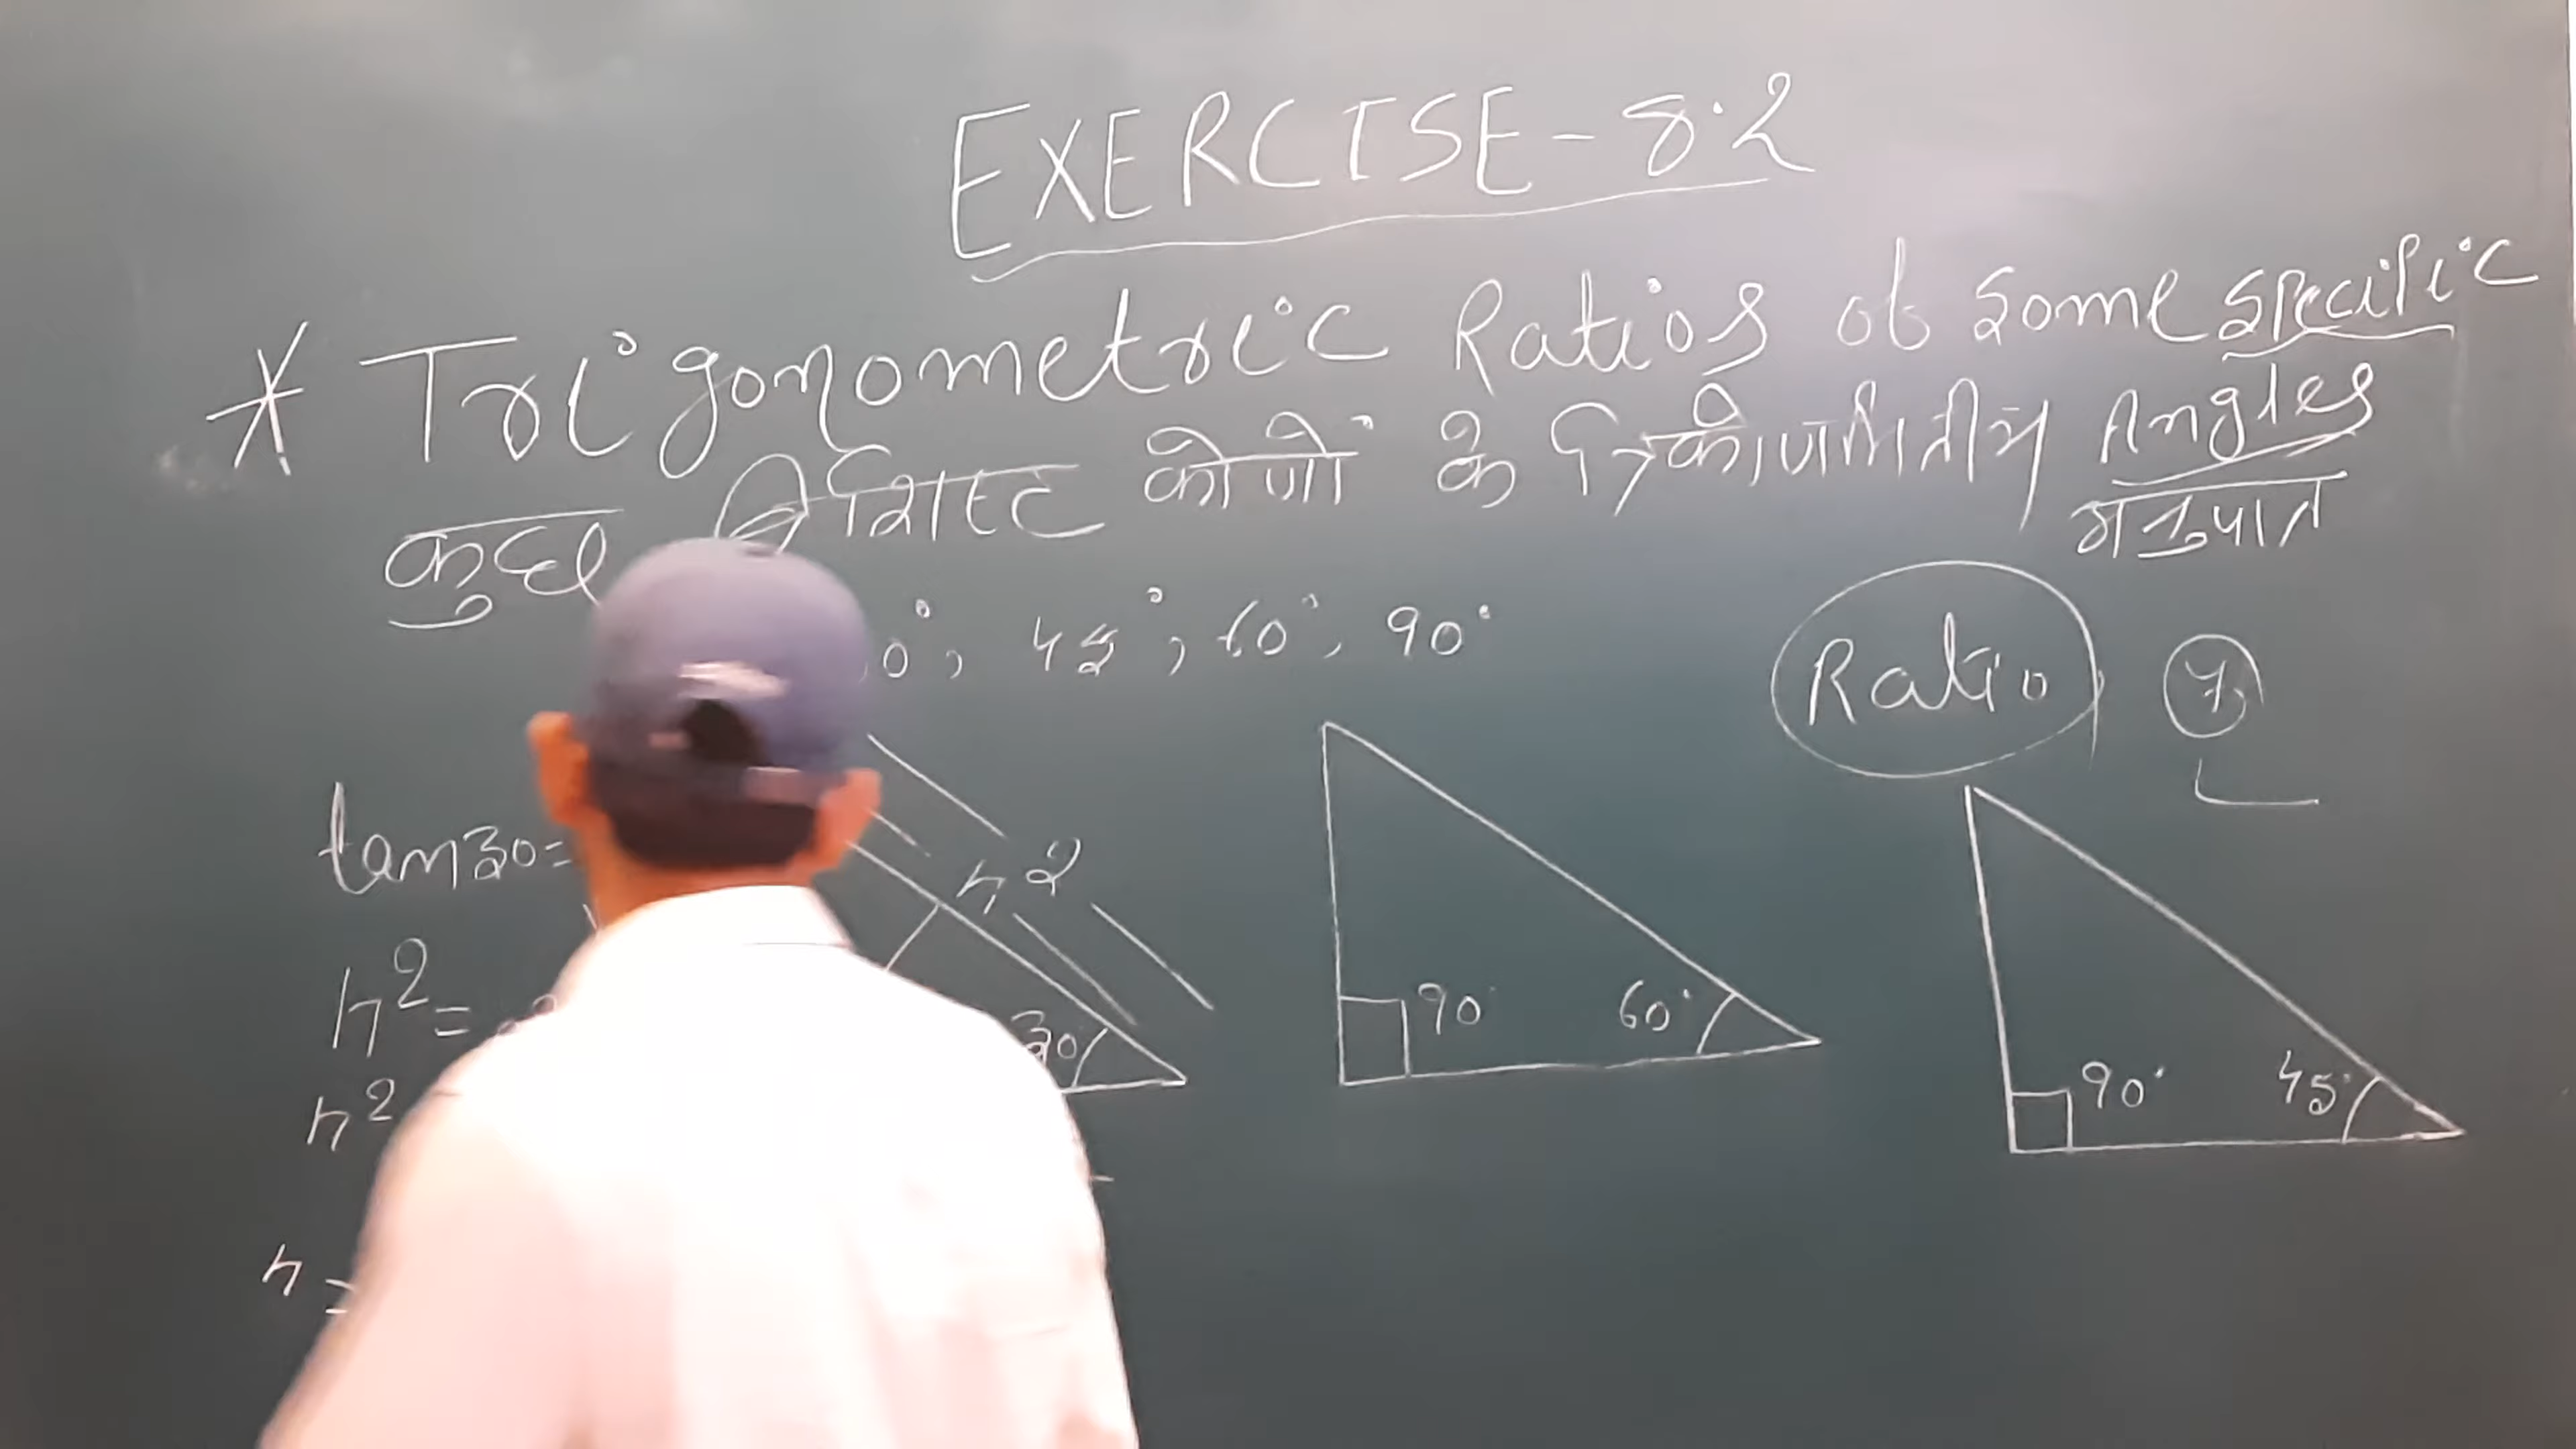 EXERCISE-8.2
* Trigonometric Ratios of some specific
Angles
कुछ विशिष्ट कोणों के त्रिकोणमितीय
अनुपात
0°, 45°, 60°, 90°
Ratio
tan30=
h²=
h²
h=
h 2
30
90 60°
90° 45°